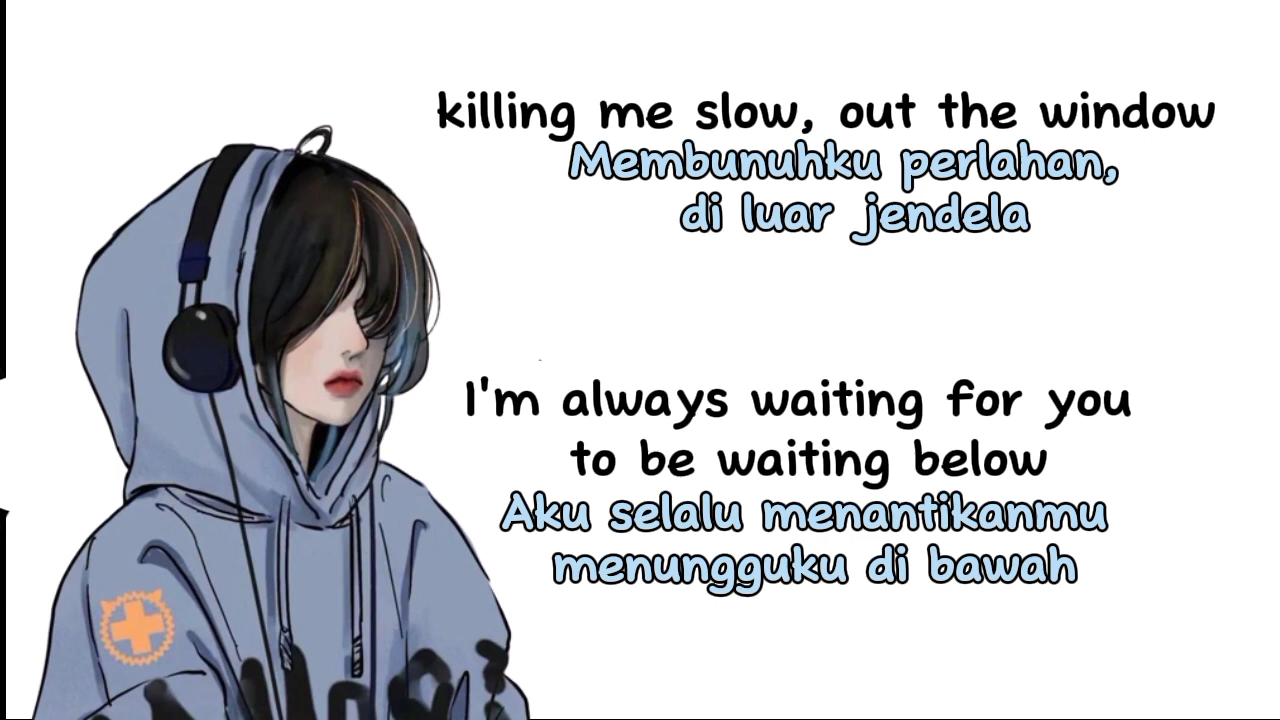 killing me slow, out the window
Membunuhku perlahan,
di luar jendela
I'm always waiting for you
to be waiting below
Aku selalu menantikanmu
menungguku di bawah